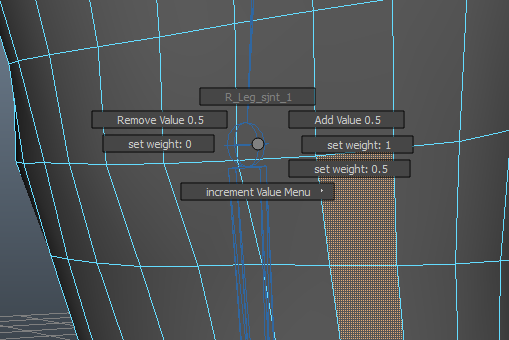 R_Leg_sjnt_1
Remove Value 0.5
Add Value 0.5
set weight: 0
set weight: 1
set weight: 0.5
increment Value Menu